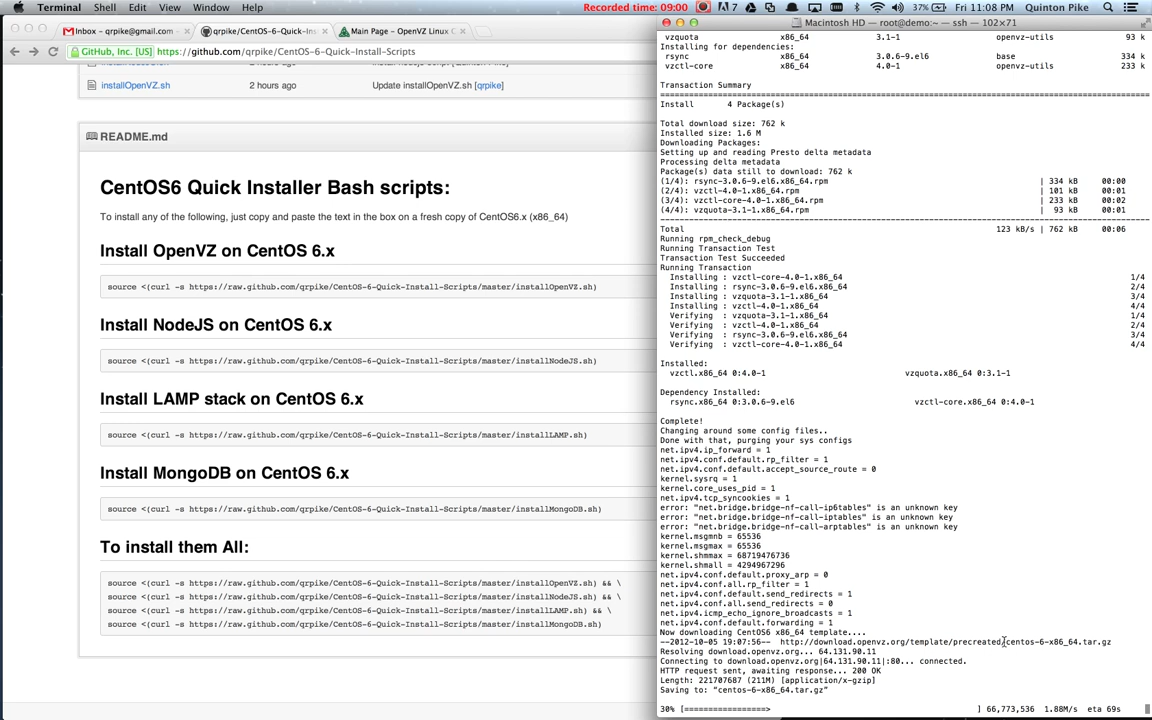 Terminal Shell Edit View Window Help
Recorded time: 09:00
7
37%
Fri 11:08 PM Quinton Pike
Inbox - qrpike@gmail.com -
qrpike/CentOS-6-Quick-Ins
Main Page - OpenVZ Linux C
GitHub, Inc. [US] https://github.com/qrpike/CentOS-6-Quick-Install-Scripts
installOpenVZ.sh 2 hours ago Update installOpenVZ.sh [qrpike]
README.md
CentOS6 Quick Installer Bash scripts:
To install any of the following, just copy and paste the text in the box on a fresh copy of CentOS6.x (x86_64)
Install OpenVZ on CentOS 6.x
source <(curl -s https://raw.github.com/qrpike/CentOS-6-Quick-Install-Scripts/master/installOpenVZ.sh)
Install NodeJS on CentOS 6.x
source <(curl -s https://raw.github.com/qrpike/CentOS-6-Quick-Install-Scripts/master/installNodeJS.sh)
Install LAMP stack on CentOS 6.x
source <(curl -s https://raw.github.com/qrpike/CentOS-6-Quick-Install-Scripts/master/installLAMP.sh)
Install MongoDB on CentOS 6.x
source <(curl -s https://raw.github.com/qrpike/CentOS-6-Quick-Install-Scripts/master/installMongoDB.sh)
To install them All:
source <(curl -s https://raw.github.com/qrpike/CentOS-6-Quick-Install-Scripts/master/installOpenVZ.sh) && \
source <(curl -s https://raw.github.com/qrpike/CentOS-6-Quick-Install-Scripts/master/installNodeJS.sh) && \
source <(curl -s https://raw.github.com/qrpike/CentOS-6-Quick-Install-Scripts/master/installLAMP.sh) && \
source <(curl -s https://raw.github.com/qrpike/CentOS-6-Quick-Install-Scripts/master/installMongoDB.sh)
Macintosh HD — root@demo:~ — ssh — 102×71
vzquota x86_64 3.1-1 openvz-utils 93 k
Installing for dependencies:
rsync x86_64 3.0.6-9.el6 base 334 k
vzctl-core x86_64 4.0-1 openvz-utils 233 k
Transaction Summary
Install 4 Package(s)
Total download size: 762 k
Installed size: 1.6 M
Downloading Packages:
Setting up and reading Presto delta metadata
Processing delta metadata
Package(s) data still to download: 762 k
(1/4): rsync-3.0.6-9.el6.x86_64.rpm | 334 kB 00:00
(2/4): vzctl-4.0-1.x86_64.rpm | 101 kB 00:01
(3/4): vzctl-core-4.0-1.x86_64.rpm | 233 kB 00:02
(4/4): vzquota-3.1-1.x86_64.rpm | 93 kB 00:01
Total 123 kB/s | 762 kB 00:06
Running rpm_check_debug
Running Transaction Test
Transaction Test Succeeded
Running Transaction
Installing : vzctl-core-4.0-1.x86_64 1/4
Installing : rsync-3.0.6-9.el6.x86_64 2/4
Installing : vzquota-3.1-1.x86_64 3/4
Installing : vzctl-4.0-1.x86_64 4/4
Verifying : vzquota-3.1-1.x86_64 1/4
Verifying : vzctl-4.0-1.x86_64 2/4
Verifying : rsync-3.0.6-9.el6.x86_64 3/4
Verifying : vzctl-core-4.0-1.x86_64 4/4
Installed:
vzctl.x86_64 0:4.0-1 vzquota.x86_64 0:3.1-1
Dependency Installed:
rsync.x86_64 0:3.0.6-9.el6 vzctl-core.x86_64 0:4.0-1
Complete!
Changing around some config files..
Done with that, purging your sys configs
net.ipv4.ip_forward = 1
net.ipv4.conf.default.rp_filter = 1
net.ipv4.conf.default.accept_source_route = 0
kernel.sysrq = 1
kernel.core_uses_pid = 1
net.ipv4.tcp_syncookies = 1
error: "net.bridge.bridge-nf-call-ip6tables" is an unknown key
error: "net.bridge.bridge-nf-call-iptables" is an unknown key
error: "net.bridge.bridge-nf-call-arptables" is an unknown key
kernel.msgmnb = 65536
kernel.msgmax = 65536
kernel.shmmax = 68719476736
kernel.shmall = 4294967296
net.ipv4.conf.default.proxy_arp = 0
net.ipv4.conf.all.rp_filter = 1
net.ipv4.conf.default.send_redirects = 1
net.ipv4.conf.all.send_redirects = 0
net.ipv4.icmp_echo_ignore_broadcasts = 1
net.ipv4.conf.default.forwarding = 1
Now downloading CentOS6 x86_64 template....
--2012-10-05 19:07:56-- http://download.openvz.org/template/precreated/centos-6-x86_64.tar.gz
Resolving download.openvz.org... 64.131.90.11
Connecting to download.openvz.org|64.131.90.11|:80... connected.
HTTP request sent, awaiting response... 200 OK
Length: 221707687 (211M) [application/x-gzip]
Saving to: "centos-6-x86_64.tar.gz"
30% [================> ] 66,773,536 1.88M/s eta 69s